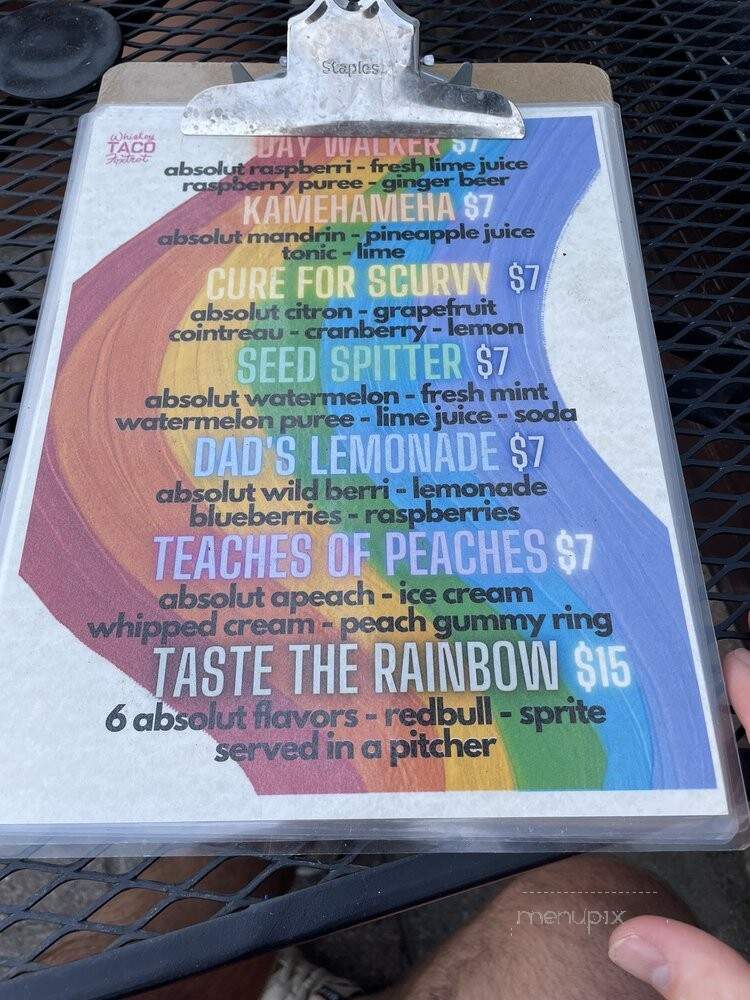 Staples
Whiskey
TACO
Foxtrot
DAY WALKER $7
absolut raspberri - fresh lime juice
raspberry puree - ginger beer
KAMEHAMEHA $7
absolut mandrin - pineapple juice
tonic - lime
CURE FOR SCURVY $7
absolut citron - grapefruit
cointreau - cranberry - lemon
SEED SPITTER $7
absolut watermelon - fresh mint
watermelon puree - lime juice - soda
DAD'S LEMONADE $7
absolut wild berri - lemonade
blueberries - raspberries
TEACHES OF PEACHES $7
absolut apeach - ice cream
whipped cream - peach gummy ring
TASTE THE RAINBOW $15
6 absolut flavors - redbull - sprite
served in a pitcher
menupix